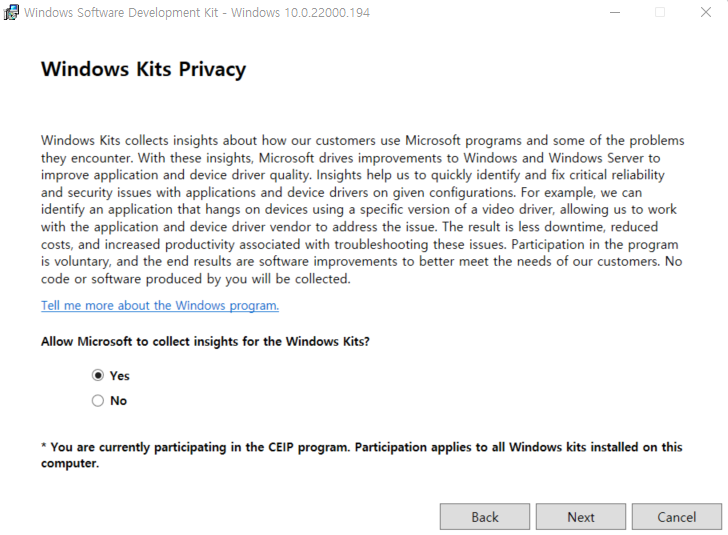 Windows Software Development Kit - Windows 10.0.22000.194
Windows Kits Privacy
Windows Kits collects insights about how our customers use Microsoft programs and some of the problems
they encounter. With these insights, Microsoft drives improvements to Windows and Windows Server to
improve application and device driver quality. Insights help us to quickly identify and fix critical reliability
and security issues with applications and device drivers on given configurations. For example, we can
identify an application that hangs on devices using a specific version of a video driver, allowing us to work
with the application and device driver vendor to address the issue. The result is less downtime, reduced
costs, and increased productivity associated with troubleshooting these issues. Participation in the program
is voluntary, and the end results are software improvements to better meet the needs of our customers. No
code or software produced by you will be collected.
Tell me more about the Windows program.
Allow Microsoft to collect insights for the Windows Kits?
Yes
No
* You are currently participating in the CEIP program. Participation applies to all Windows kits installed on this
computer.
Back Next Cancel